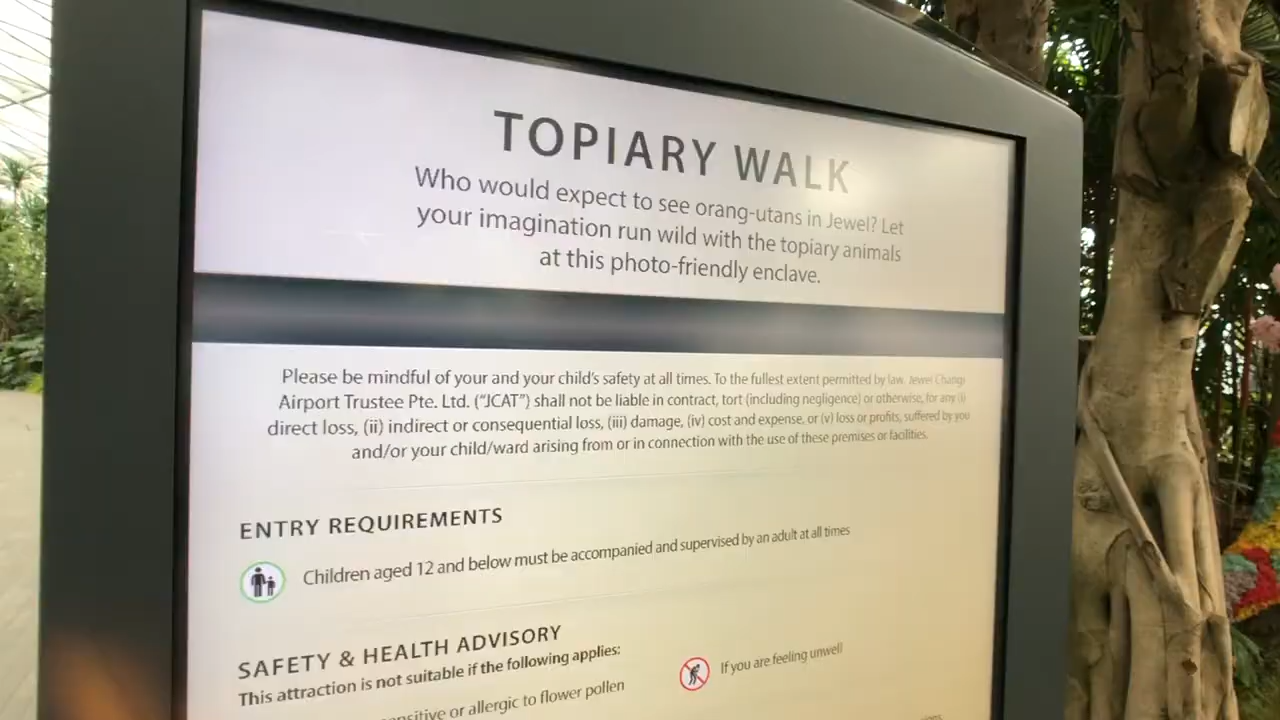 TOPIARY WALK
Who would expect to see orang-utans in Jewel? Let
your imagination run wild with the topiary animals
at this photo-friendly enclave.
Please be mindful of your and your child's safety at all times. To the fullest extent permitted by law, Jewel Changi
Airport Trustee Pte. Ltd. ("JCAT") shall not be liable in contract, tort (including negligence) or otherwise, for any (i)
direct loss, (ii) indirect or consequential loss, (iii) damage, (iv) cost and expense, or (v) loss or profits, suffered by you
and/or your child/ward arising from or in connection with the use of these premises or facilities.
ENTRY REQUIREMENTS
Children aged 12 and below must be accompanied and supervised by an adult at all times
SAFETY & HEALTH ADVISORY
This attraction is not suitable if the following applies:
If you are feeling unwell
or allergic to flower pollen